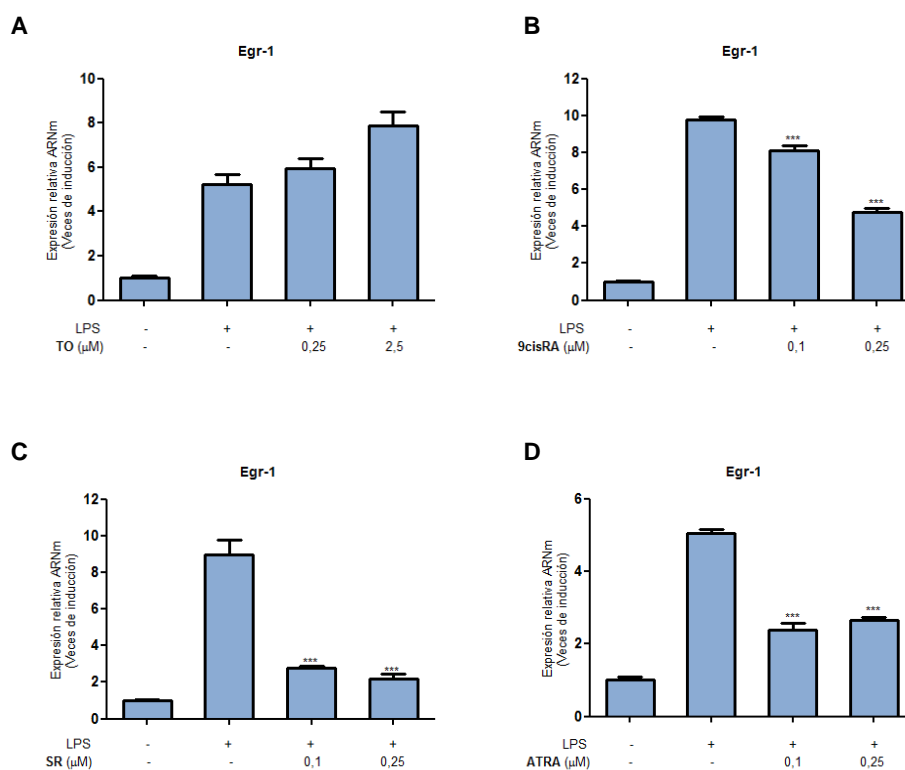 A
Egr-1
Expresión relativa ARNm
(Veces de inducción)
10
8
6
4
2
0
LPS - + + +
TO (µM) - - 0,25 2,5
B
Egr-1
Expresión relativa ARNm
(Veces de inducción)
12
10
8
6
4
2
0
***
***
LPS - + + +
9cisRA (µM) - - 0,1 0,25
C
Egr-1
Expresión relativa ARNm
(Veces de inducción)
12
10
8
6
4
2
0
***
***
LPS - + + +
SR (µM) - - 0,1 0,25
D
Egr-1
Expresión relativa ARNm
(Veces de inducción)
6
4
2
0
***
***
LPS - + + +
ATRA (µM) - - 0,1 0,25